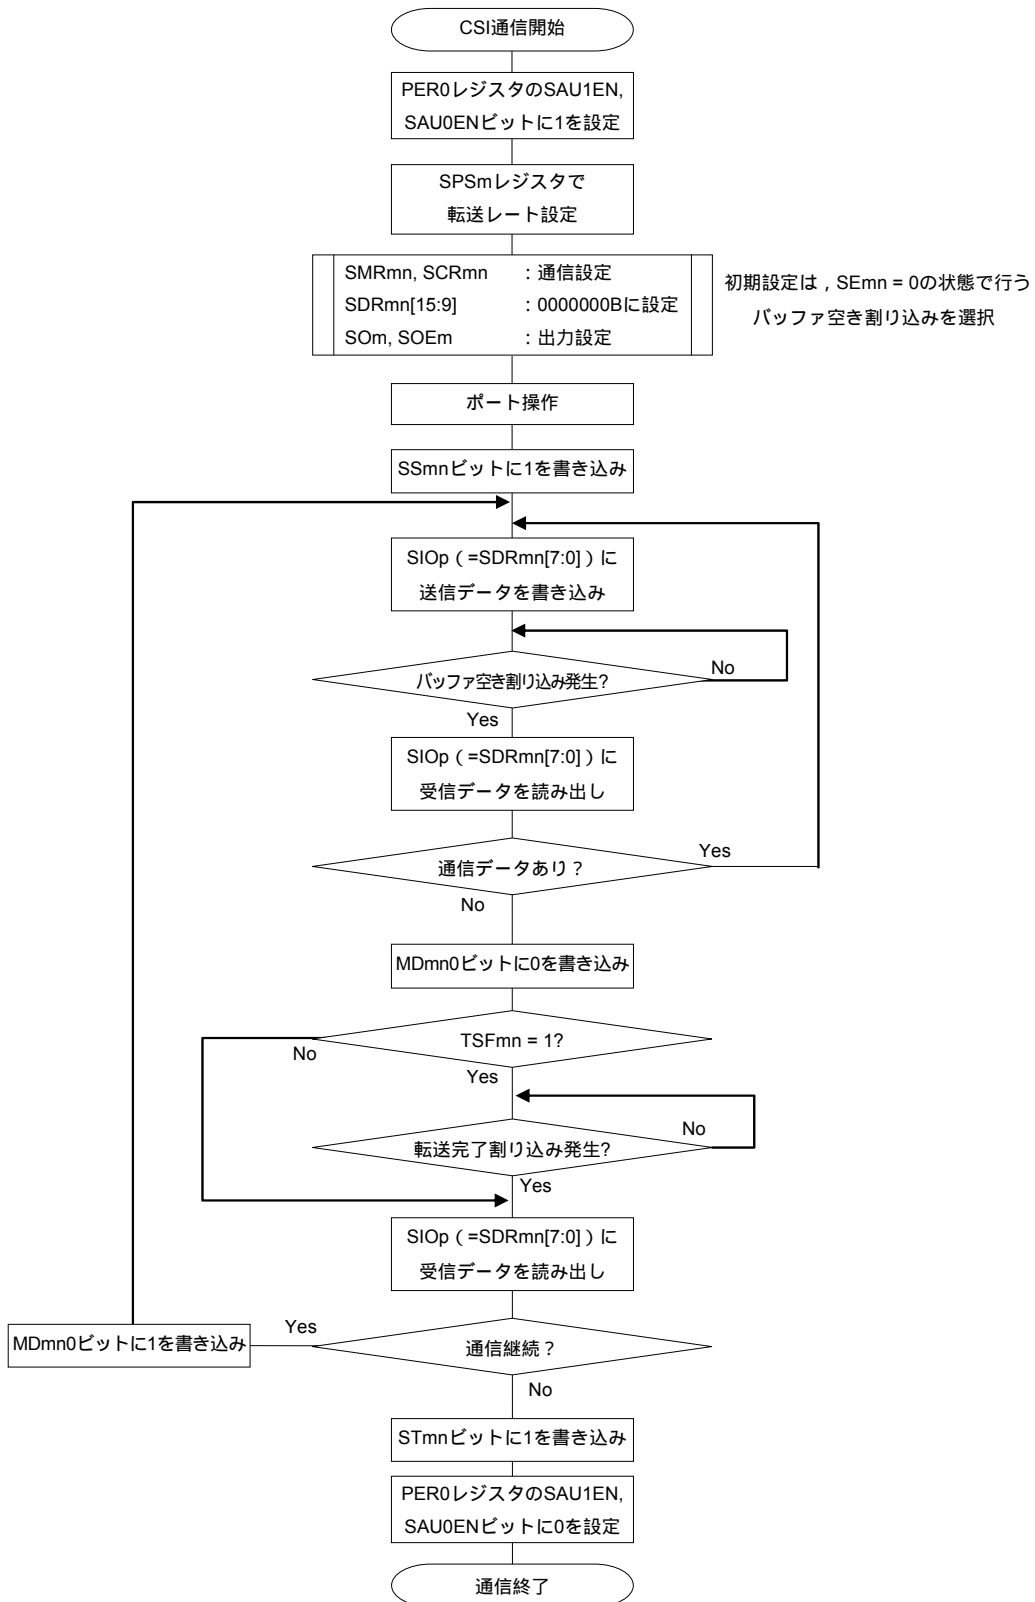 CSI通信開始
PER0レジスタのSAU1EN,
SAU0ENビットに1を設定
SPSmレジスタで
転送レート設定
SMRmn, SCRmn ：通信設定
SDRmn[15:9] ：0000000Bに設定
SOm, SOEm ：出力設定
初期設定は，SEmn = 0の状態で行う
バッファ空き割り込みを選択
ポート操作
SSmnビットに1を書き込み
SIOp（=SDRmn[7:0]）に
送信データを書き込み
バッファ空き割り込み発生?
No
Yes
SIOp（=SDRmn[7:0]）に
受信データを読み出し
通信データあり？
Yes
No
MDmn0ビットに0を書き込み
TSFmn = 1?
No
Yes
転送完了割り込み発生?
No
Yes
SIOp（=SDRmn[7:0]）に
受信データを読み出し
通信継続？
Yes
MDmn0ビットに1を書き込み
No
STmnビットに1を書き込み
PER0レジスタのSAU1EN,
SAU0ENビットに0を設定
通信終了